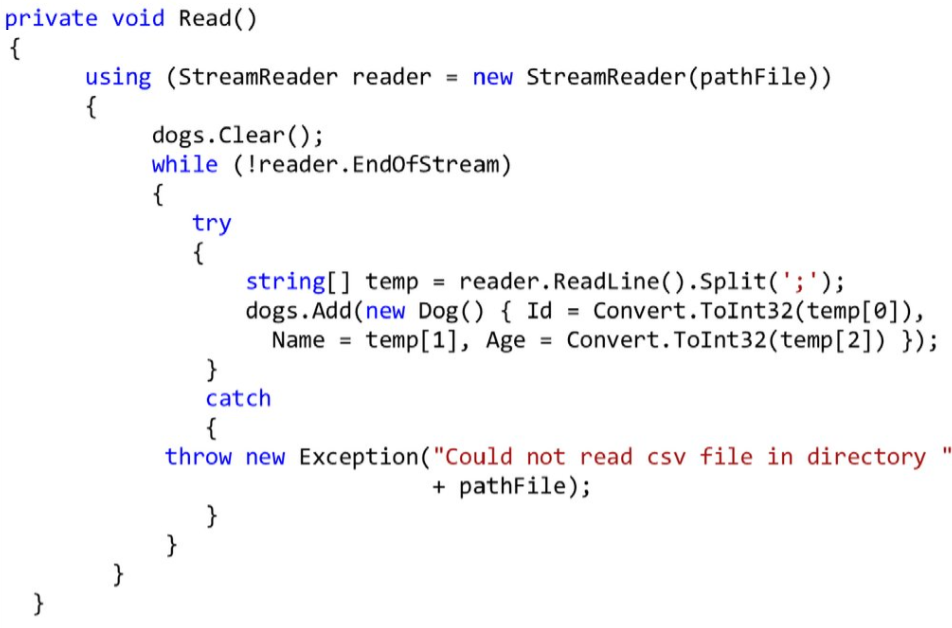 private void Read()
{
using (StreamReader reader = new StreamReader(pathFile))
{
dogs.Clear();
while (!reader.EndOfStream)
{
try
{
string[] temp = reader.ReadLine().Split(';');
dogs.Add(new Dog() { Id = Convert.ToInt32(temp[0]),
Name = temp[1], Age = Convert.ToInt32(temp[2]) });
}
catch
{
throw new Exception("Could not read csv file in directory "
+ pathFile);
}
}
}
}